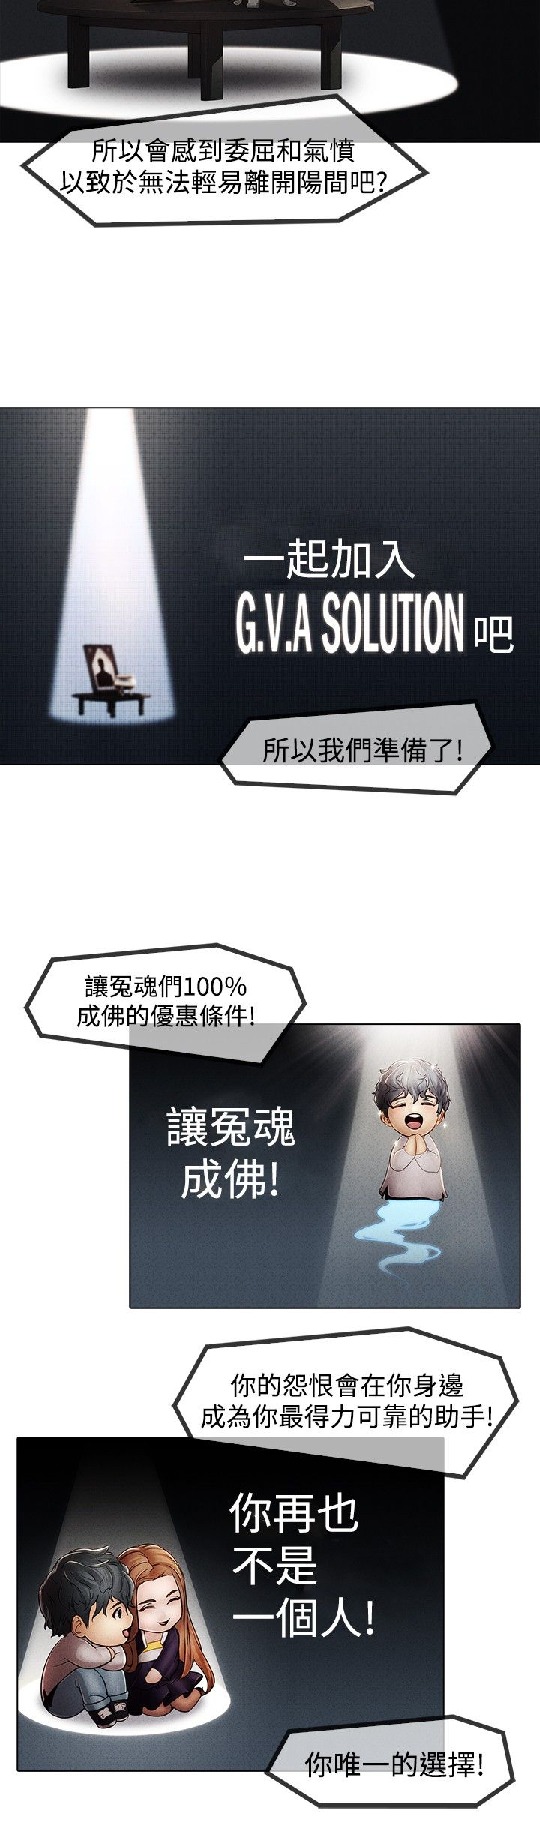 所以會感到委屈和氣憤
以致於無法輕易離開陽間吧?
一起加入
G.V.A SOLUTION 吧
所以我們準備了!
讓冤魂們100%
成佛的優惠條件!
讓冤魂
成佛!
你的怨恨會在你身邊
成為你最得力可靠的助手!
你再也
不是
一個人!
你唯一的選擇!